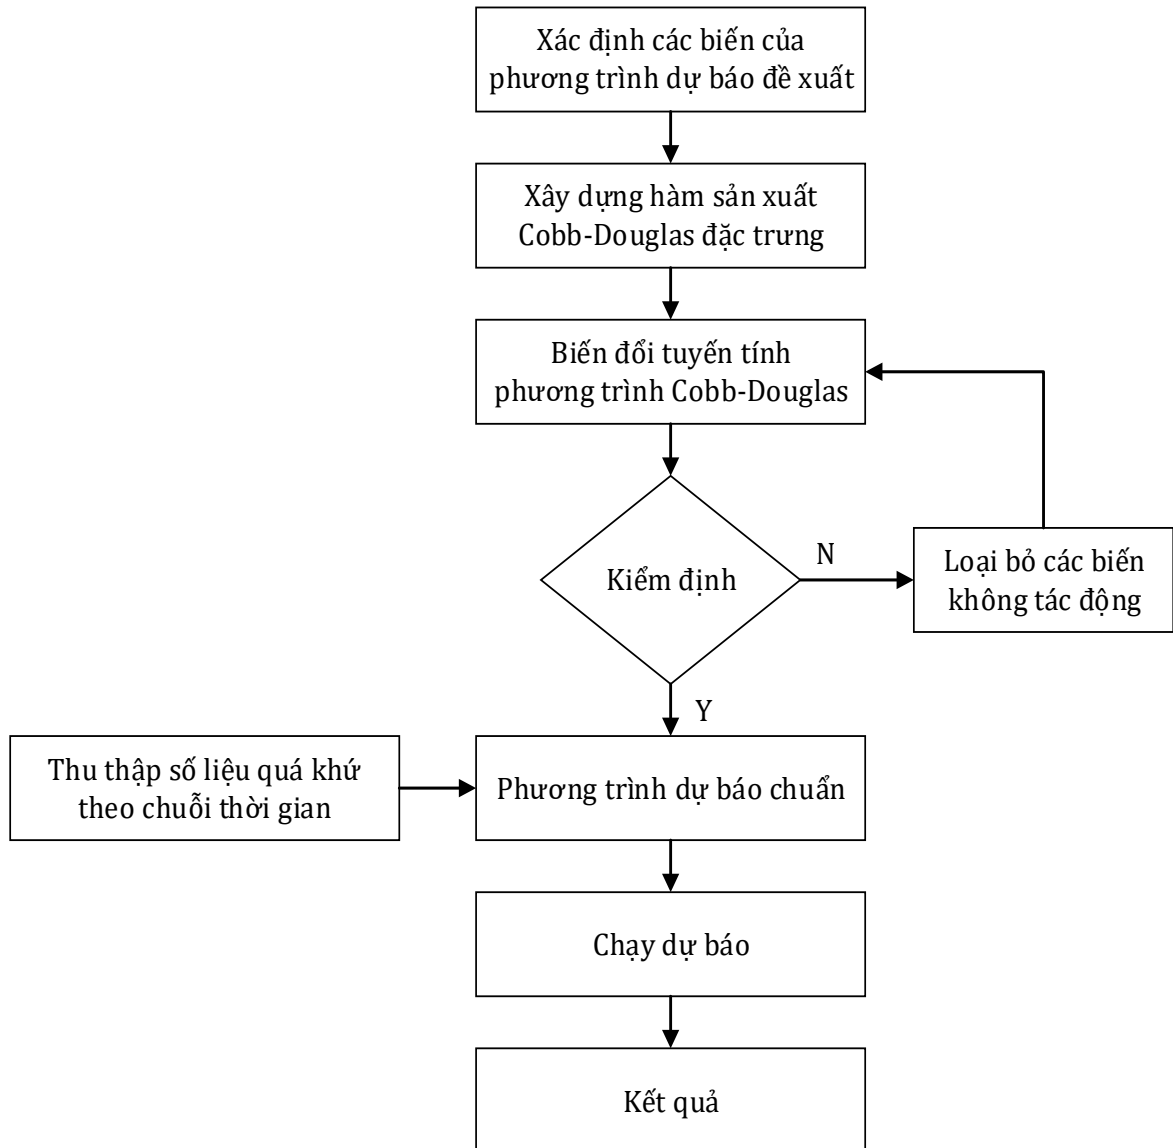 Xác định các biến của
phương trình dự báo đề xuất
Xây dựng hàm sản xuất
Cobb-Douglas đặc trưng
Biến đổi tuyến tính
phương trình Cobb-Douglas
Kiểm định
N
Loại bỏ các biến
không tác động
Y
Thu thập số liệu quá khứ
theo chuỗi thời gian
Phương trình dự báo chuẩn
Chạy dự báo
Kết quả